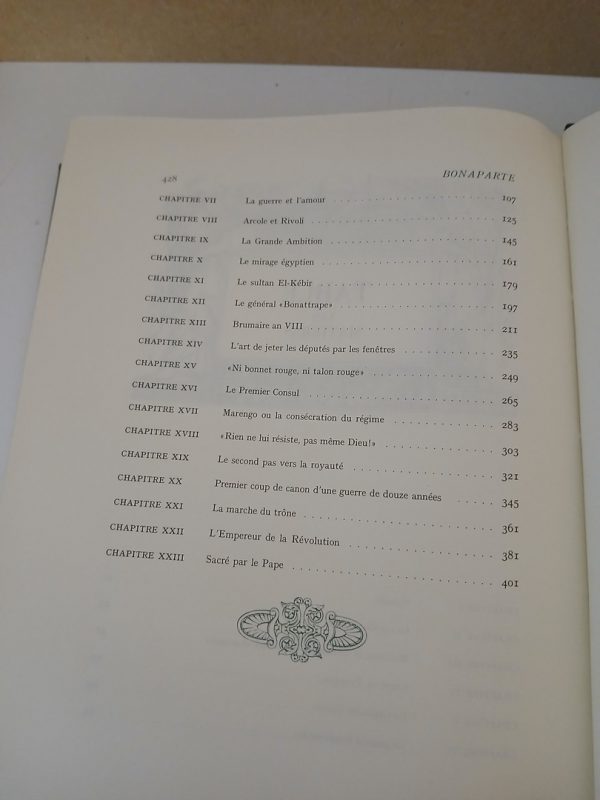 428 BONAPARTE
CHAPITRE VII La guerre et l'amour . . . . . . . . . . . . . . . . . . . . 107
CHAPITRE VIII Arcole et Rivoli . . . . . . . . . . . . . . . . . . . . 125
CHAPITRE IX La Grande Ambition . . . . . . . . . . . . . . . . . . . . 145
CHAPITRE X Le mirage égyptien . . . . . . . . . . . . . . . . . . . . 161
CHAPITRE XI Le sultan El-Kébir . . . . . . . . . . . . . . . . . . . . 179
CHAPITRE XII Le général «Bonattrape» . . . . . . . . . . . . . . . . . . 197
CHAPITRE XIII Brumaire an VIII . . . . . . . . . . . . . . . . . . . . 211
CHAPITRE XIV L'art de jeter les députés par les fenêtres . . . . . . . . . . . . 235
CHAPITRE XV «Ni bonnet rouge, ni talon rouge» . . . . . . . . . . . . . . . 249
CHAPITRE XVI Le Premier Consul . . . . . . . . . . . . . . . . . . . . 265
CHAPITRE XVII Marengo ou la consécration du régime . . . . . . . . . . . . . 283
CHAPITRE XVIII «Rien ne lui résiste, pas même Dieu!» . . . . . . . . . . . . . 303
CHAPITRE XIX Le second pas vers la royauté . . . . . . . . . . . . . . . . 321
CHAPITRE XX Premier coup de canon d'une guerre de douze années . . . . . 345
CHAPITRE XXI La marche du trône . . . . . . . . . . . . . . . . . . . . 361
CHAPITRE XXII L'Empereur de la Révolution . . . . . . . . . . . . . . . . 381
CHAPITRE XXIII Sacré par le Pape . . . . . . . . . . . . . . . . . . . . 401